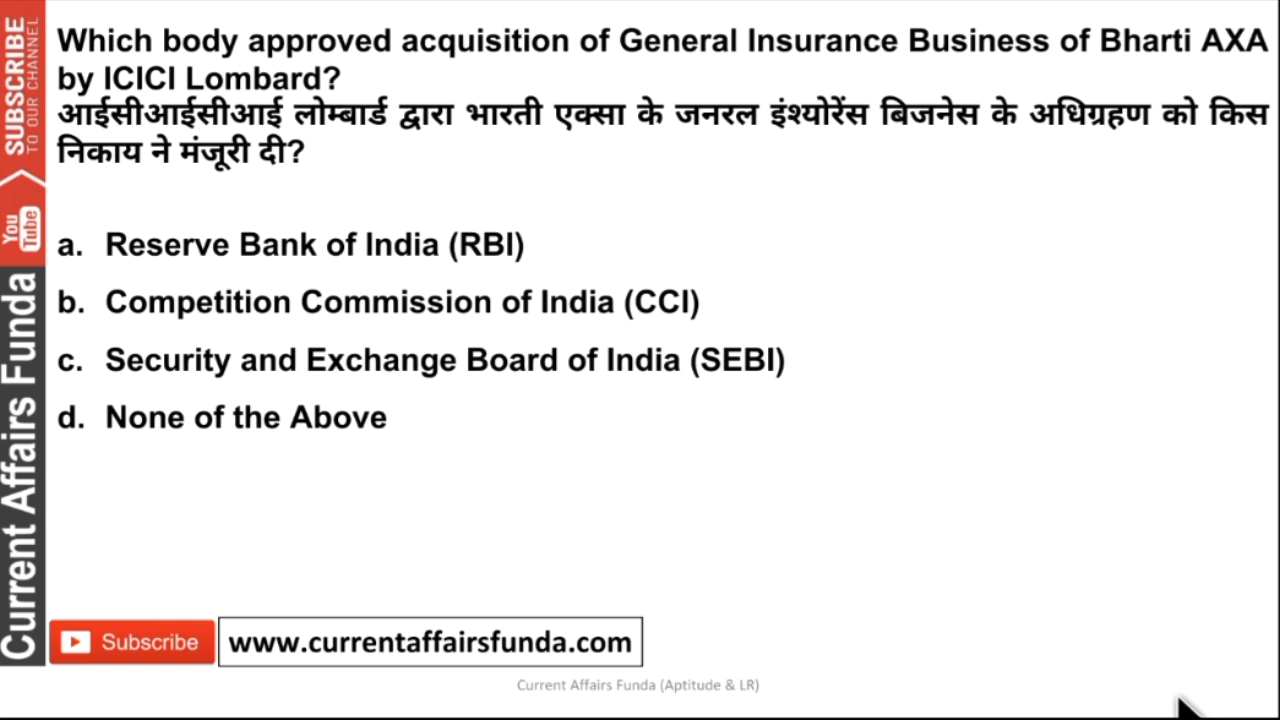 Which body approved acquisition of General Insurance Business of Bharti AXA
by ICICI Lombard?
आईसीआईसीआई लोम्बार्ड द्वारा भारती एक्सा के जनरल इंश्योरेंस बिजनेस के अधिग्रहण को किस
निकाय ने मंजूरी दी?
a. Reserve Bank of India (RBI)
b. Competition Commission of India (CCI)
c. Security and Exchange Board of India (SEBI)
d. None of the Above
SUBSCRIBE
TO OUR CHANNEL
You
Tube
Current Affairs Funda
Subscribe
www.currentaffairsfunda.com
Current Affairs Funda (Aptitude & LR)